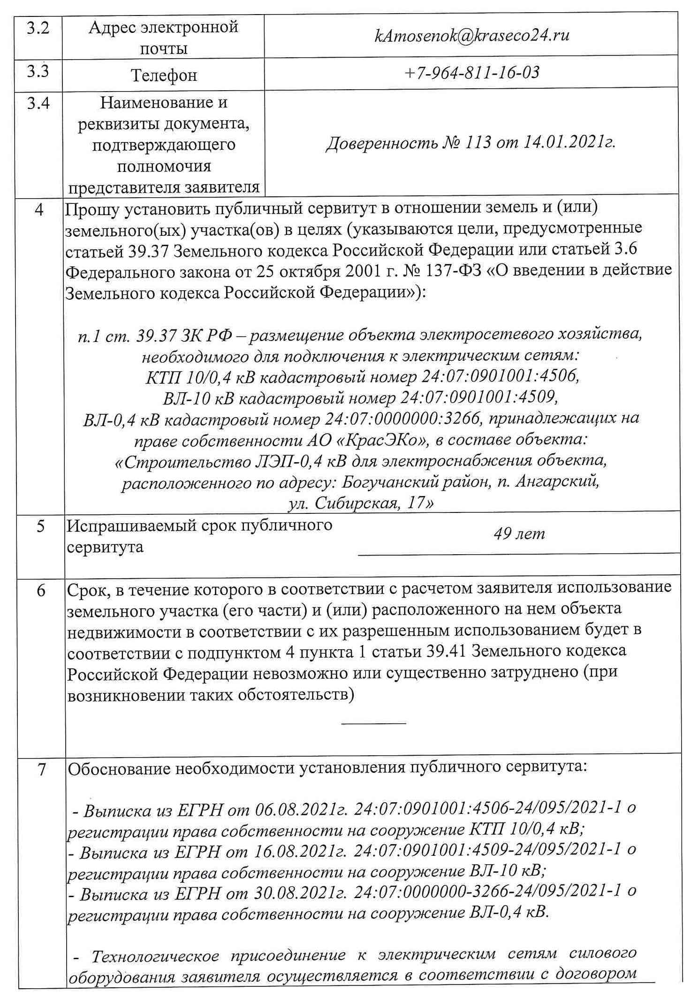 3.2 Адрес электронной
почты
kAmosenok@kraseco24.ru
3.3 Телефон +7-964-811-16-03
3.4 Наименование и
реквизиты документа,
подтверждающего
полномочия
представителя заявителя
Доверенность № 113 от 14.01.2021г.
4 Прошу установить публичный сервитут в отношении земель и (или)
земельного(ых) участка(ов) в целях (указываются цели, предусмотренные
статьей 39.37 Земельного кодекса Российской Федерации или статьей 3.6
Федерального закона от 25 октября 2001 г. № 137-ФЗ «О введении в действие
Земельного кодекса Российской Федерации»):
п.1 ст. 39.37 ЗК РФ – размещение объекта электросетевого хозяйства,
необходимого для подключения к электрическим сетям:
КТП 10/0,4 кВ кадастровый номер 24:07:0901001:4506,
ВЛ-10 кВ кадастровый номер 24:07:0901001:4509,
ВЛ-0,4 кВ кадастровый номер 24:07:0000000:3266, принадлежащих на
праве собственности АО «КрасЭКо», в составе объекта:
«Строительство ЛЭП-0,4 кВ для электроснабжения объекта,
расположенного по адресу: Богучанский район, п. Ангарский,
ул. Сибирская, 17»
5 Испрашиваемый срок публичного
сервитута
49 лет
6 Срок, в течение которого в соответствии с расчетом заявителя использование
земельного участка (его части) и (или) расположенного на нем объекта
недвижимости в соответствии с их разрешенным использованием будет в
соответствии с подпунктом 4 пункта 1 статьи 39.41 Земельного кодекса
Российской Федерации невозможно или существенно затруднено (при
возникновении таких обстоятельств)
7 Обоснование необходимости установления публичного сервитута:
- Выписка из ЕГРН от 06.08.2021г. 24:07:0901001:4506-24/095/2021-1 о
регистрации права собственности на сооружение КТП 10/0,4 кВ;
- Выписка из ЕГРН от 16.08.2021г. 24:07:0901001:4509-24/095/2021-1 о
регистрации права собственности на сооружение ВЛ-10 кВ;
- Выписка из ЕГРН от 30.08.2021г. 24:07:0000000-3266-24/095/2021-1 о
регистрации права собственности на сооружение ВЛ-0,4 кВ.
- Технологическое присоединение к электрическим сетям силового
оборудования заявителя осуществляется в соответствии с договором